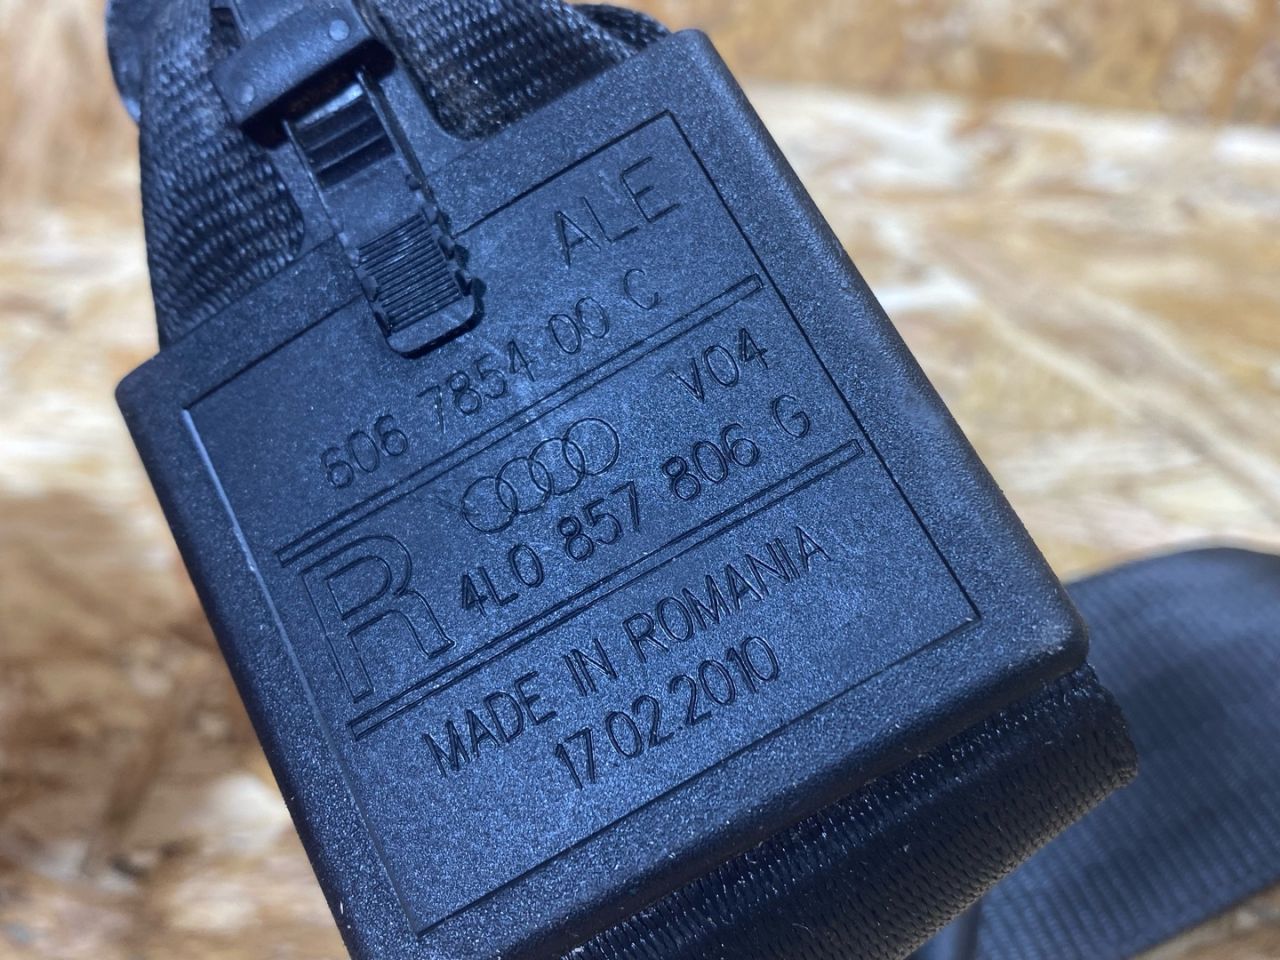 ALE
606 7854 00 C
V04
R 4L0 857 806 G
MADE IN ROMANIA
17.02.2010